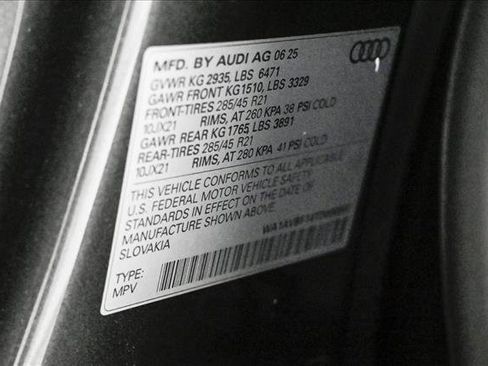 MFD. BY AUDI AG 06 25
GVWR KG 2935, LBS 6471
GAWR FRONT KG1510, LBS 3329
FRONT-TIRES 285/45 R21
10JX21 RIMS, AT 260 KPA 38 PSI COLD
GAWR REAR KG1765, LBS 3891
REAR-TIRES 285/45 R21
10JX21 RIMS, AT 280 KPA 41 PSI COLD
THIS VEHICLE CONFORMS TO ALL APPLICABLE
U.S. FEDERAL MOTOR VEHICLE SAFETY
STANDARDS IN EFFECT ON THE DATE OF
MANUFACTURE SHOWN ABOVE.
SLOVAKIA
TYPE:
MPV